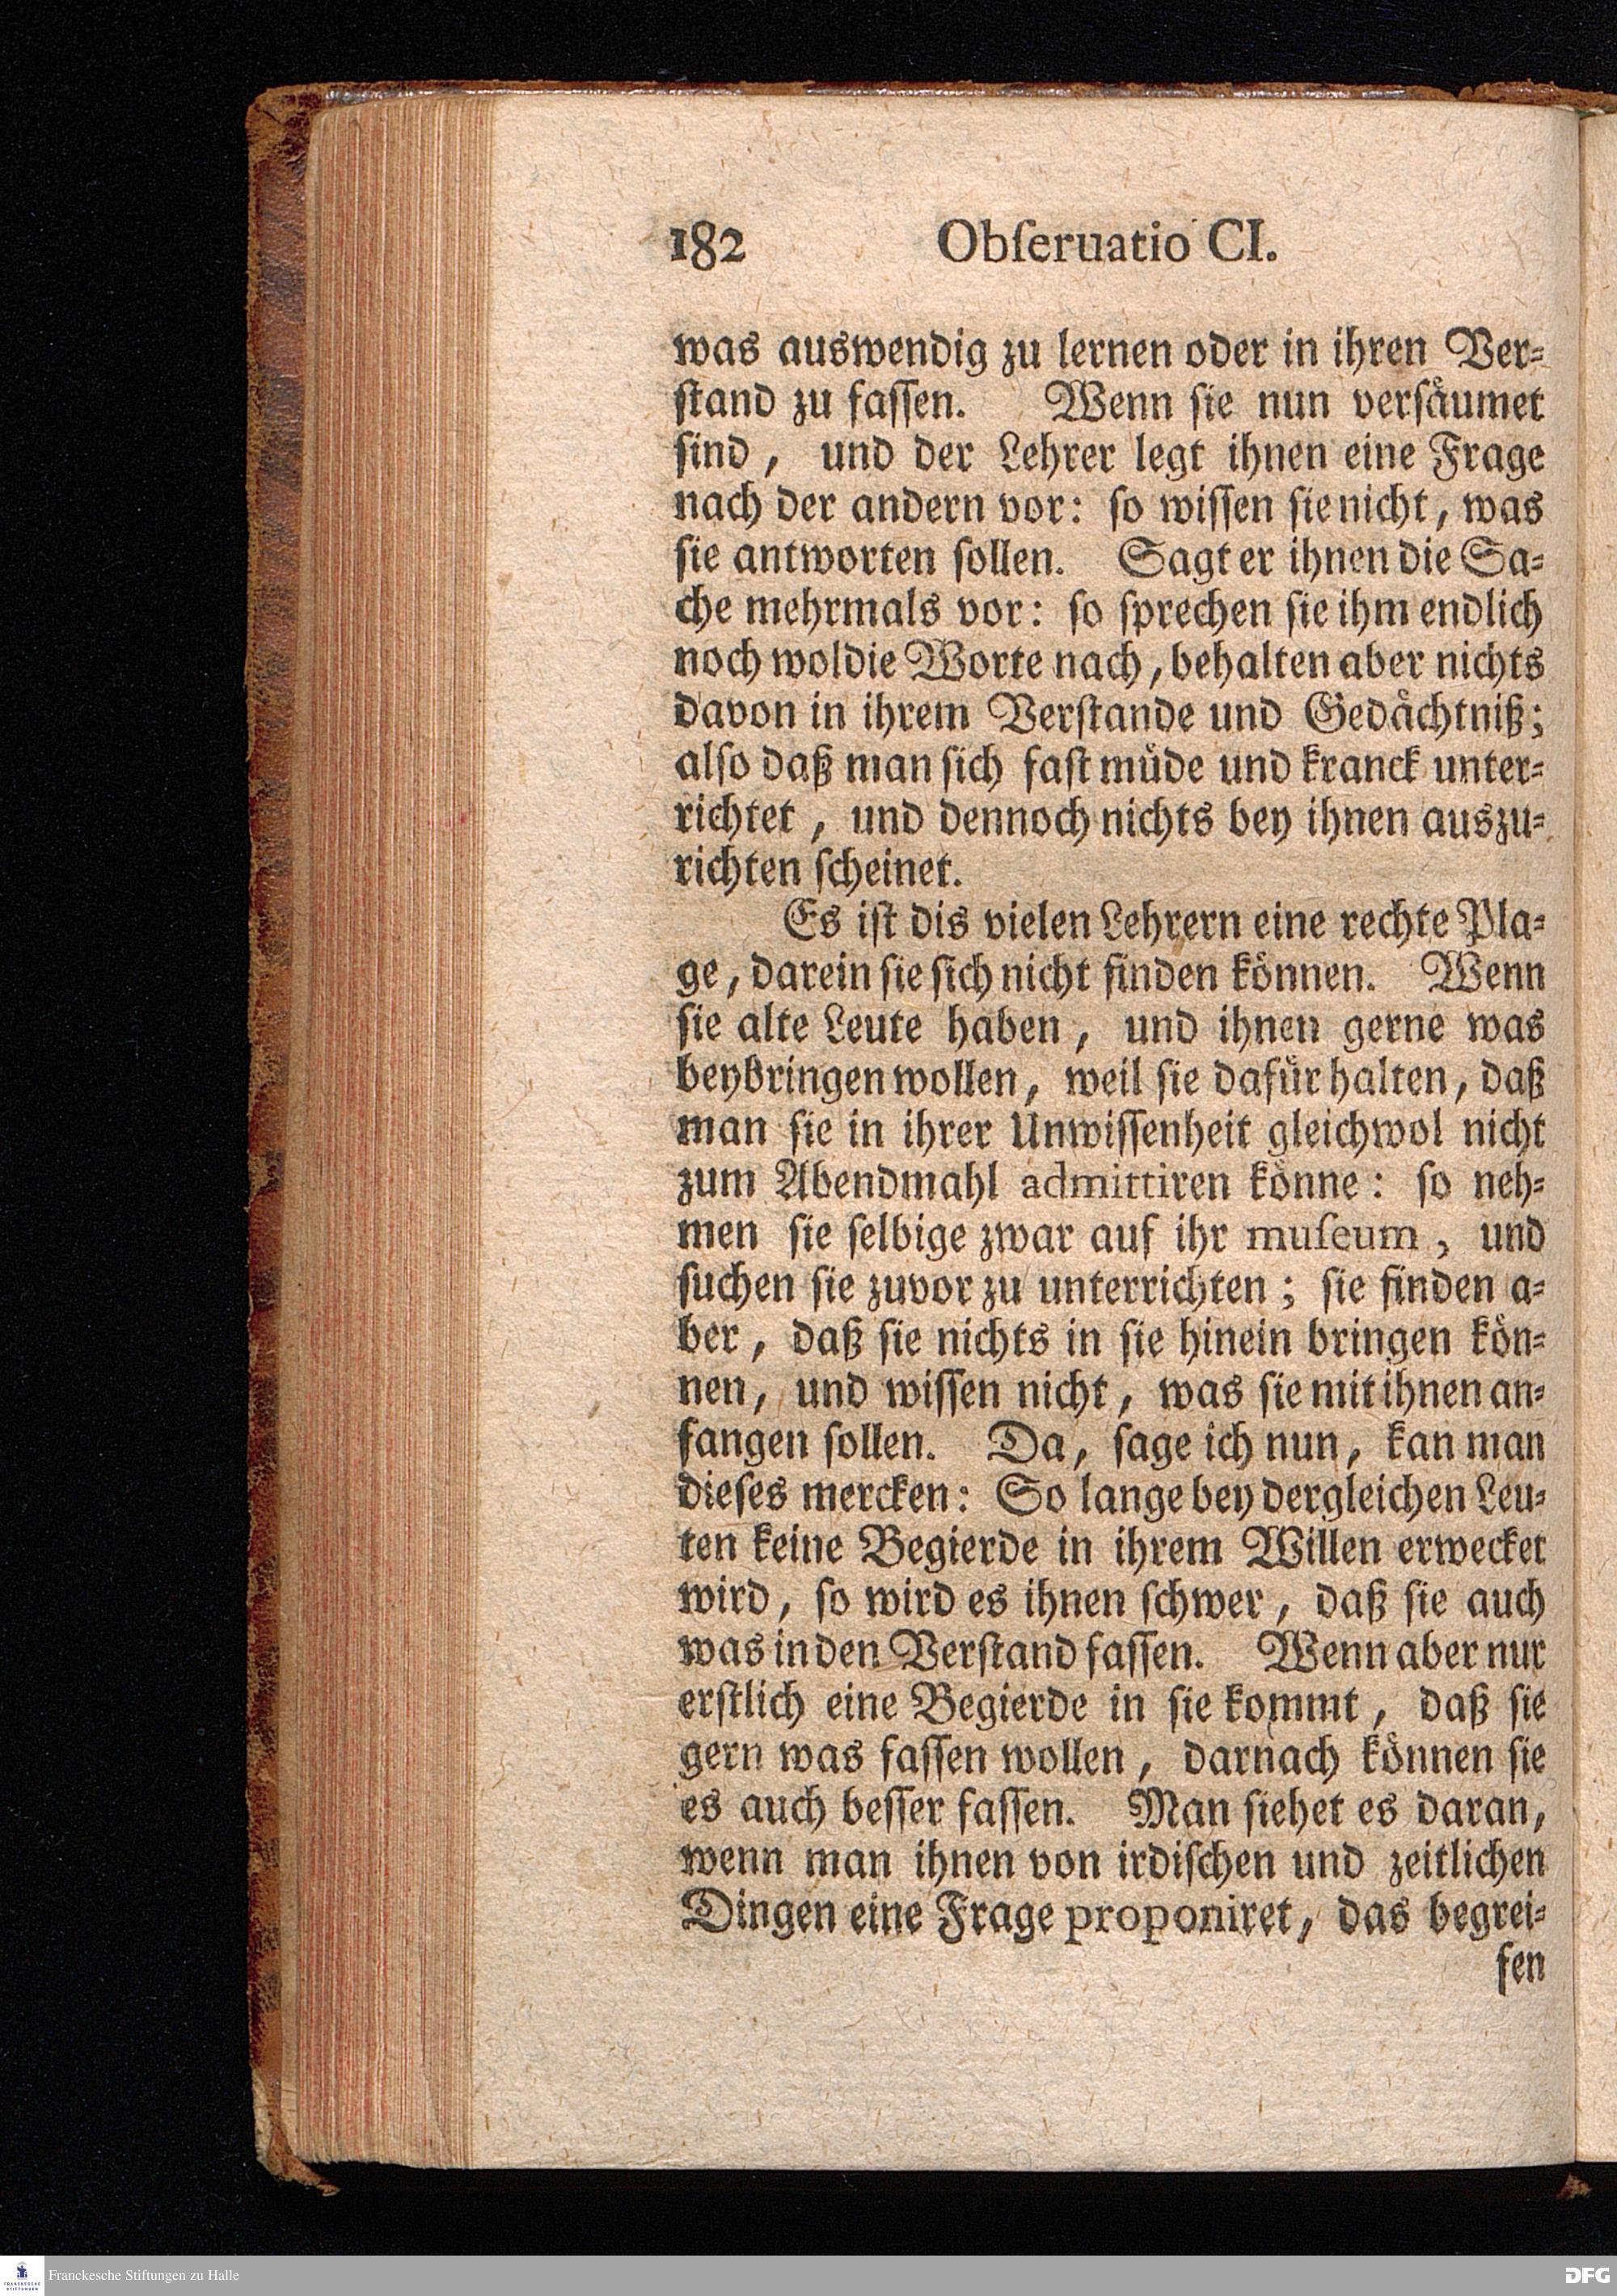 182 Obſeruatio CI.
was auswendig zu lernen oder in ihren Ver⸗
ſtand zu faſſen. Wenn ſie nun verſäumet
ſind, und der Lehrer legt ihnen eine Frage
nach der andern vor: ſo wiſſen ſie nicht, was
ſie antworten ſollen. Sagt er ihnen die Sa⸗
che mehrmals vor: ſo ſprechen ſie ihm endlich
noch wol die Worte nach, behalten aber nichts
davon in ihrem Verſtande und Gedächtniß;
alſo daß man ſich faſt müde und kranck unter⸗
richtet, und dennoch nichts bey ihnen auszu⸗
richten ſcheinet.
Es iſt dis vielen Lehrern eine rechte Pla⸗
ge, darein ſie ſich nicht finden können. Wenn
ſie alte Leute haben, und ihnen gerne was
beybringen wollen, weil ſie dafür halten, daß
man ſie in ihrer Unwiſſenheit gleichwol nicht
zum Abendmahl admittiren könne: ſo neh⸗
men ſie ſelbige zwar auf ihr muſeum, und
ſuchen ſie zuvor zu unterrichten; ſie finden a⸗
ber, daß ſie nichts in ſie hinein bringen kön⸗
nen, und wiſſen nicht, was ſie mit ihnen an⸗
fangen ſollen. Da, ſage ich nun, kan man
dieſes mercken: So lange bey dergleichen Leu⸗
ten keine Begierde in ihrem Willen erwecket
wird, ſo wird es ihnen ſchwer, daß ſie auch
was in den Verſtand faſſen. Wenn aber nur
erſtlich eine Begierde in ſie kommt, daß ſie
gern was faſſen wollen, darnach können ſie
es auch beſſer faſſen. Man ſiehet es daran,
wenn man ihnen von irdiſchen und zeitlichen
Dingen eine Frage proponiret, das begrei⸗
fen
FRANCKESCHE STIFTUNGEN
Franckesche Stiftungen zu Halle
DFG